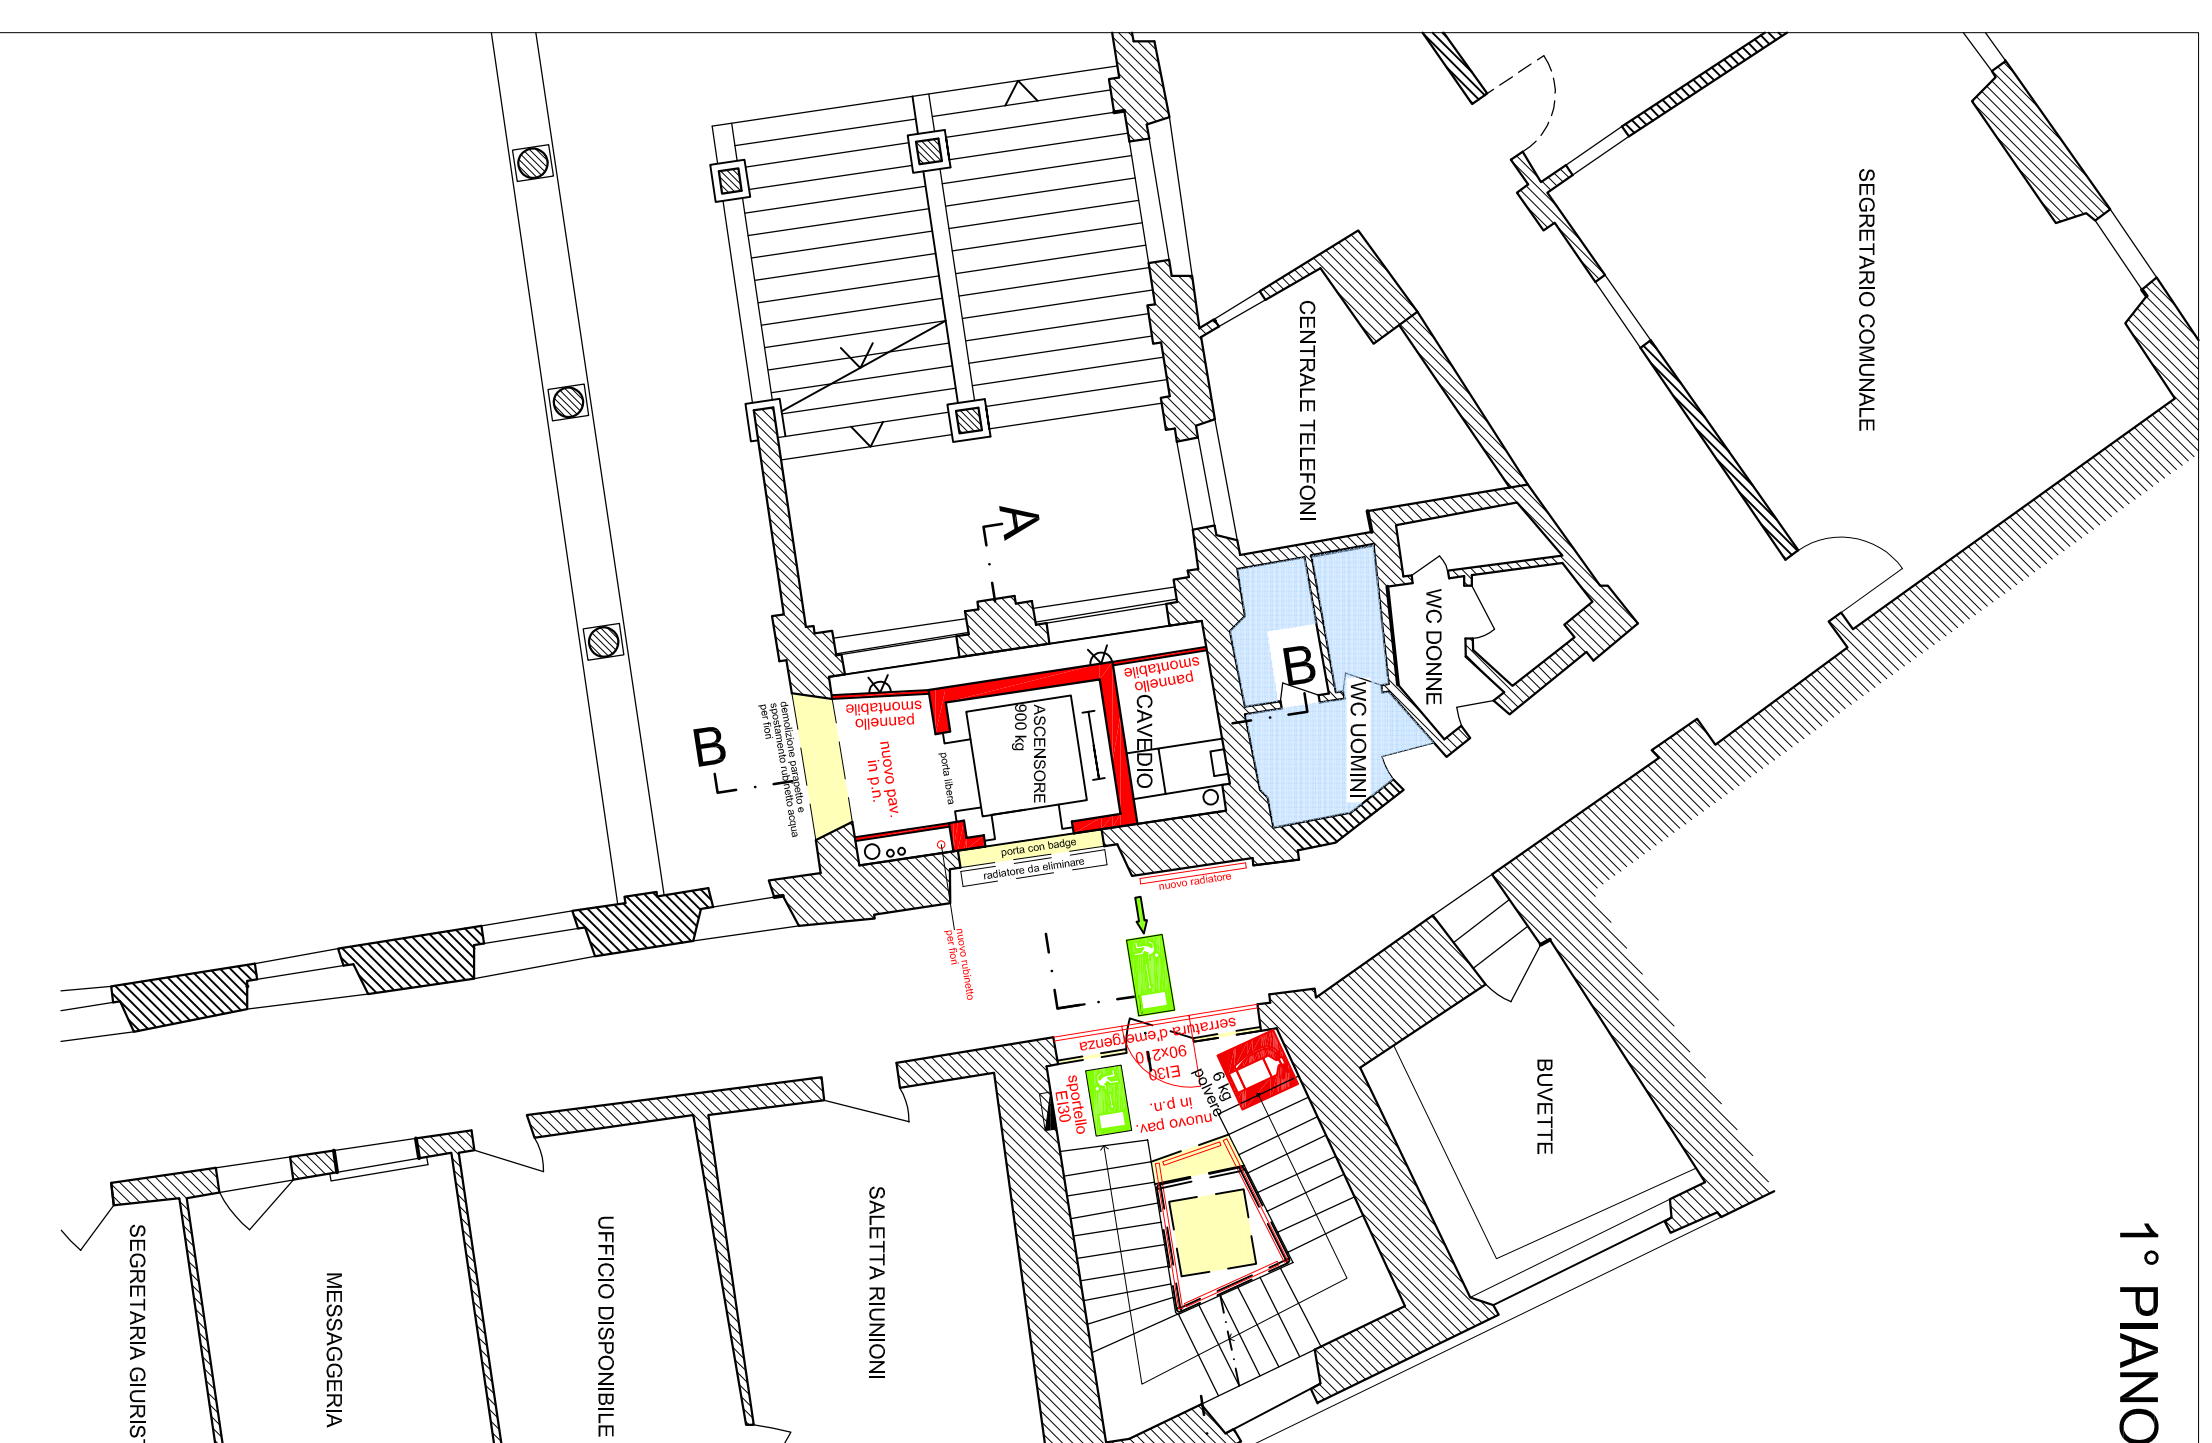 1° PIANO
SEGRETARIO COMUNALE
CENTRALE TELEFONI
WC DONNE
WC UOMINI
A
B
B
CAVEDIO
pannello
smontabile
pannello
smontabile
ASCENSORE
900 kg
porta libera
nuovo pav.
in p.n.
demolizione parapetto e
spostamento rubinetto acqua
per fiori
porta con badge
radiatore da eliminare
nuovo radiatore
nuovo rubinetto
per fiori
serratura d'emergenza
90x210
EI30
6 kg
polvere
sportello
EI30
nuovo pav.
in p.n.
BUVETTE
SALETTA RIUNIONI
UFFICIO DISPONIBILE
MESSAGGERIA
SEGRETARIA GIURIST